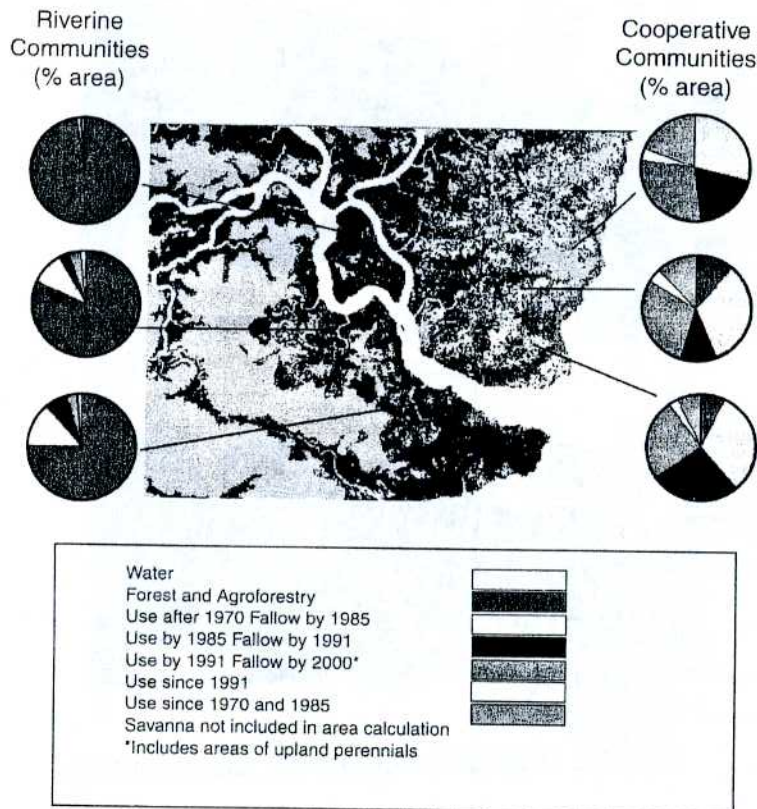 Riverine
Communities
(% area)
Cooperative
Communities
(% area)
Water
Forest and Agroforestry
Use after 1970 Fallow by 1985
Use by 1985 Fallow by 1991
Use by 1991 Fallow by 2000*
Use since 1991
Use since 1970 and 1985
Savanna not included in area calculation
*Includes areas of upland perennials